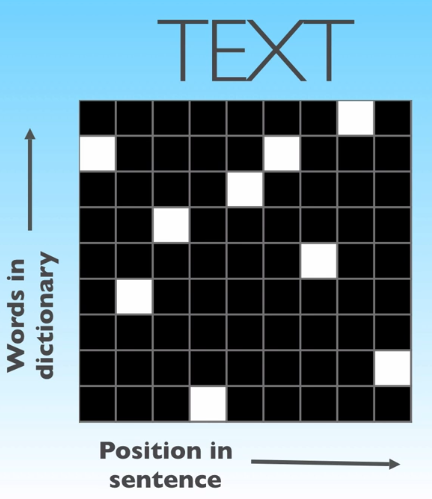 TEXT
Words in
dictionary
Position in
sentence